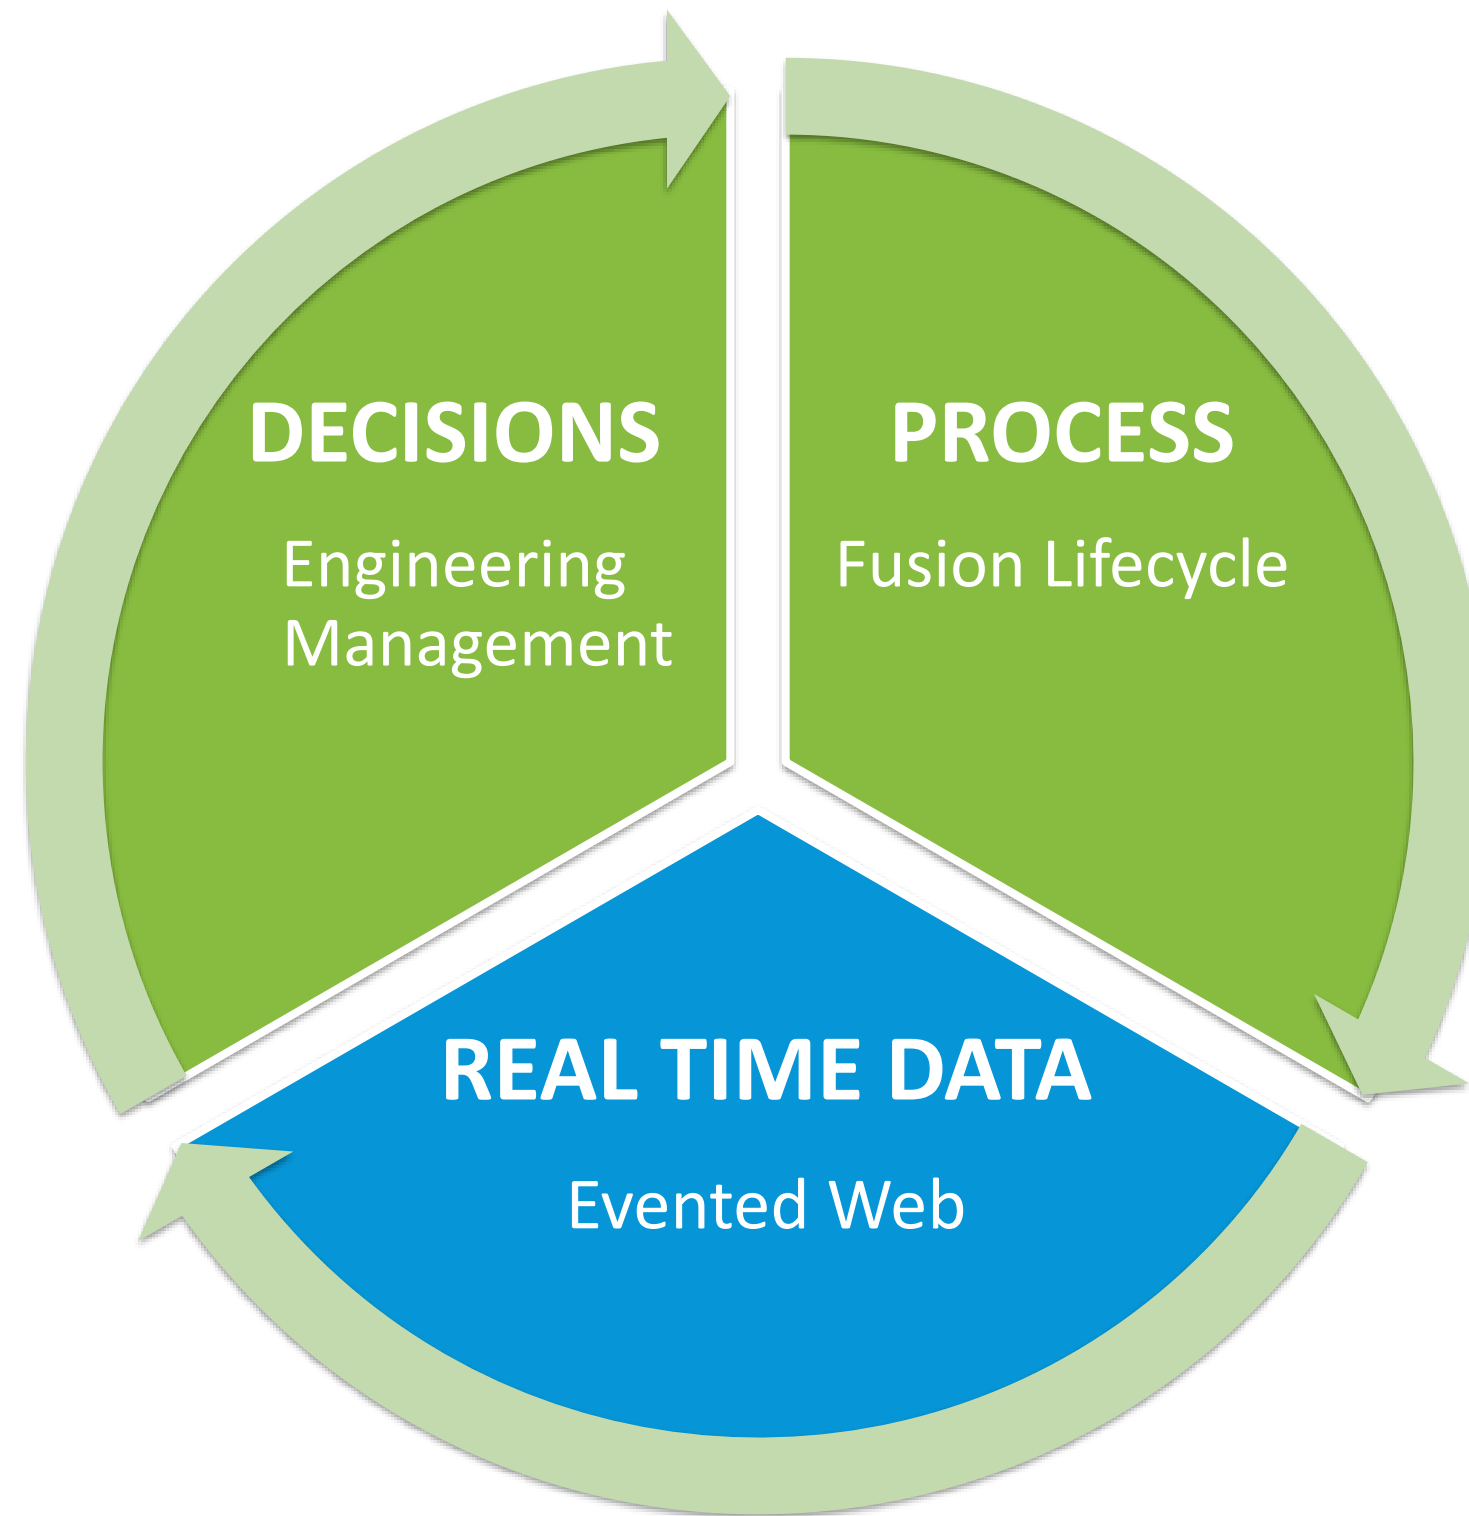 DECISIONS
Engineering
Management
PROCESS
Fusion Lifecycle
REAL TIME DATA
Evented Web